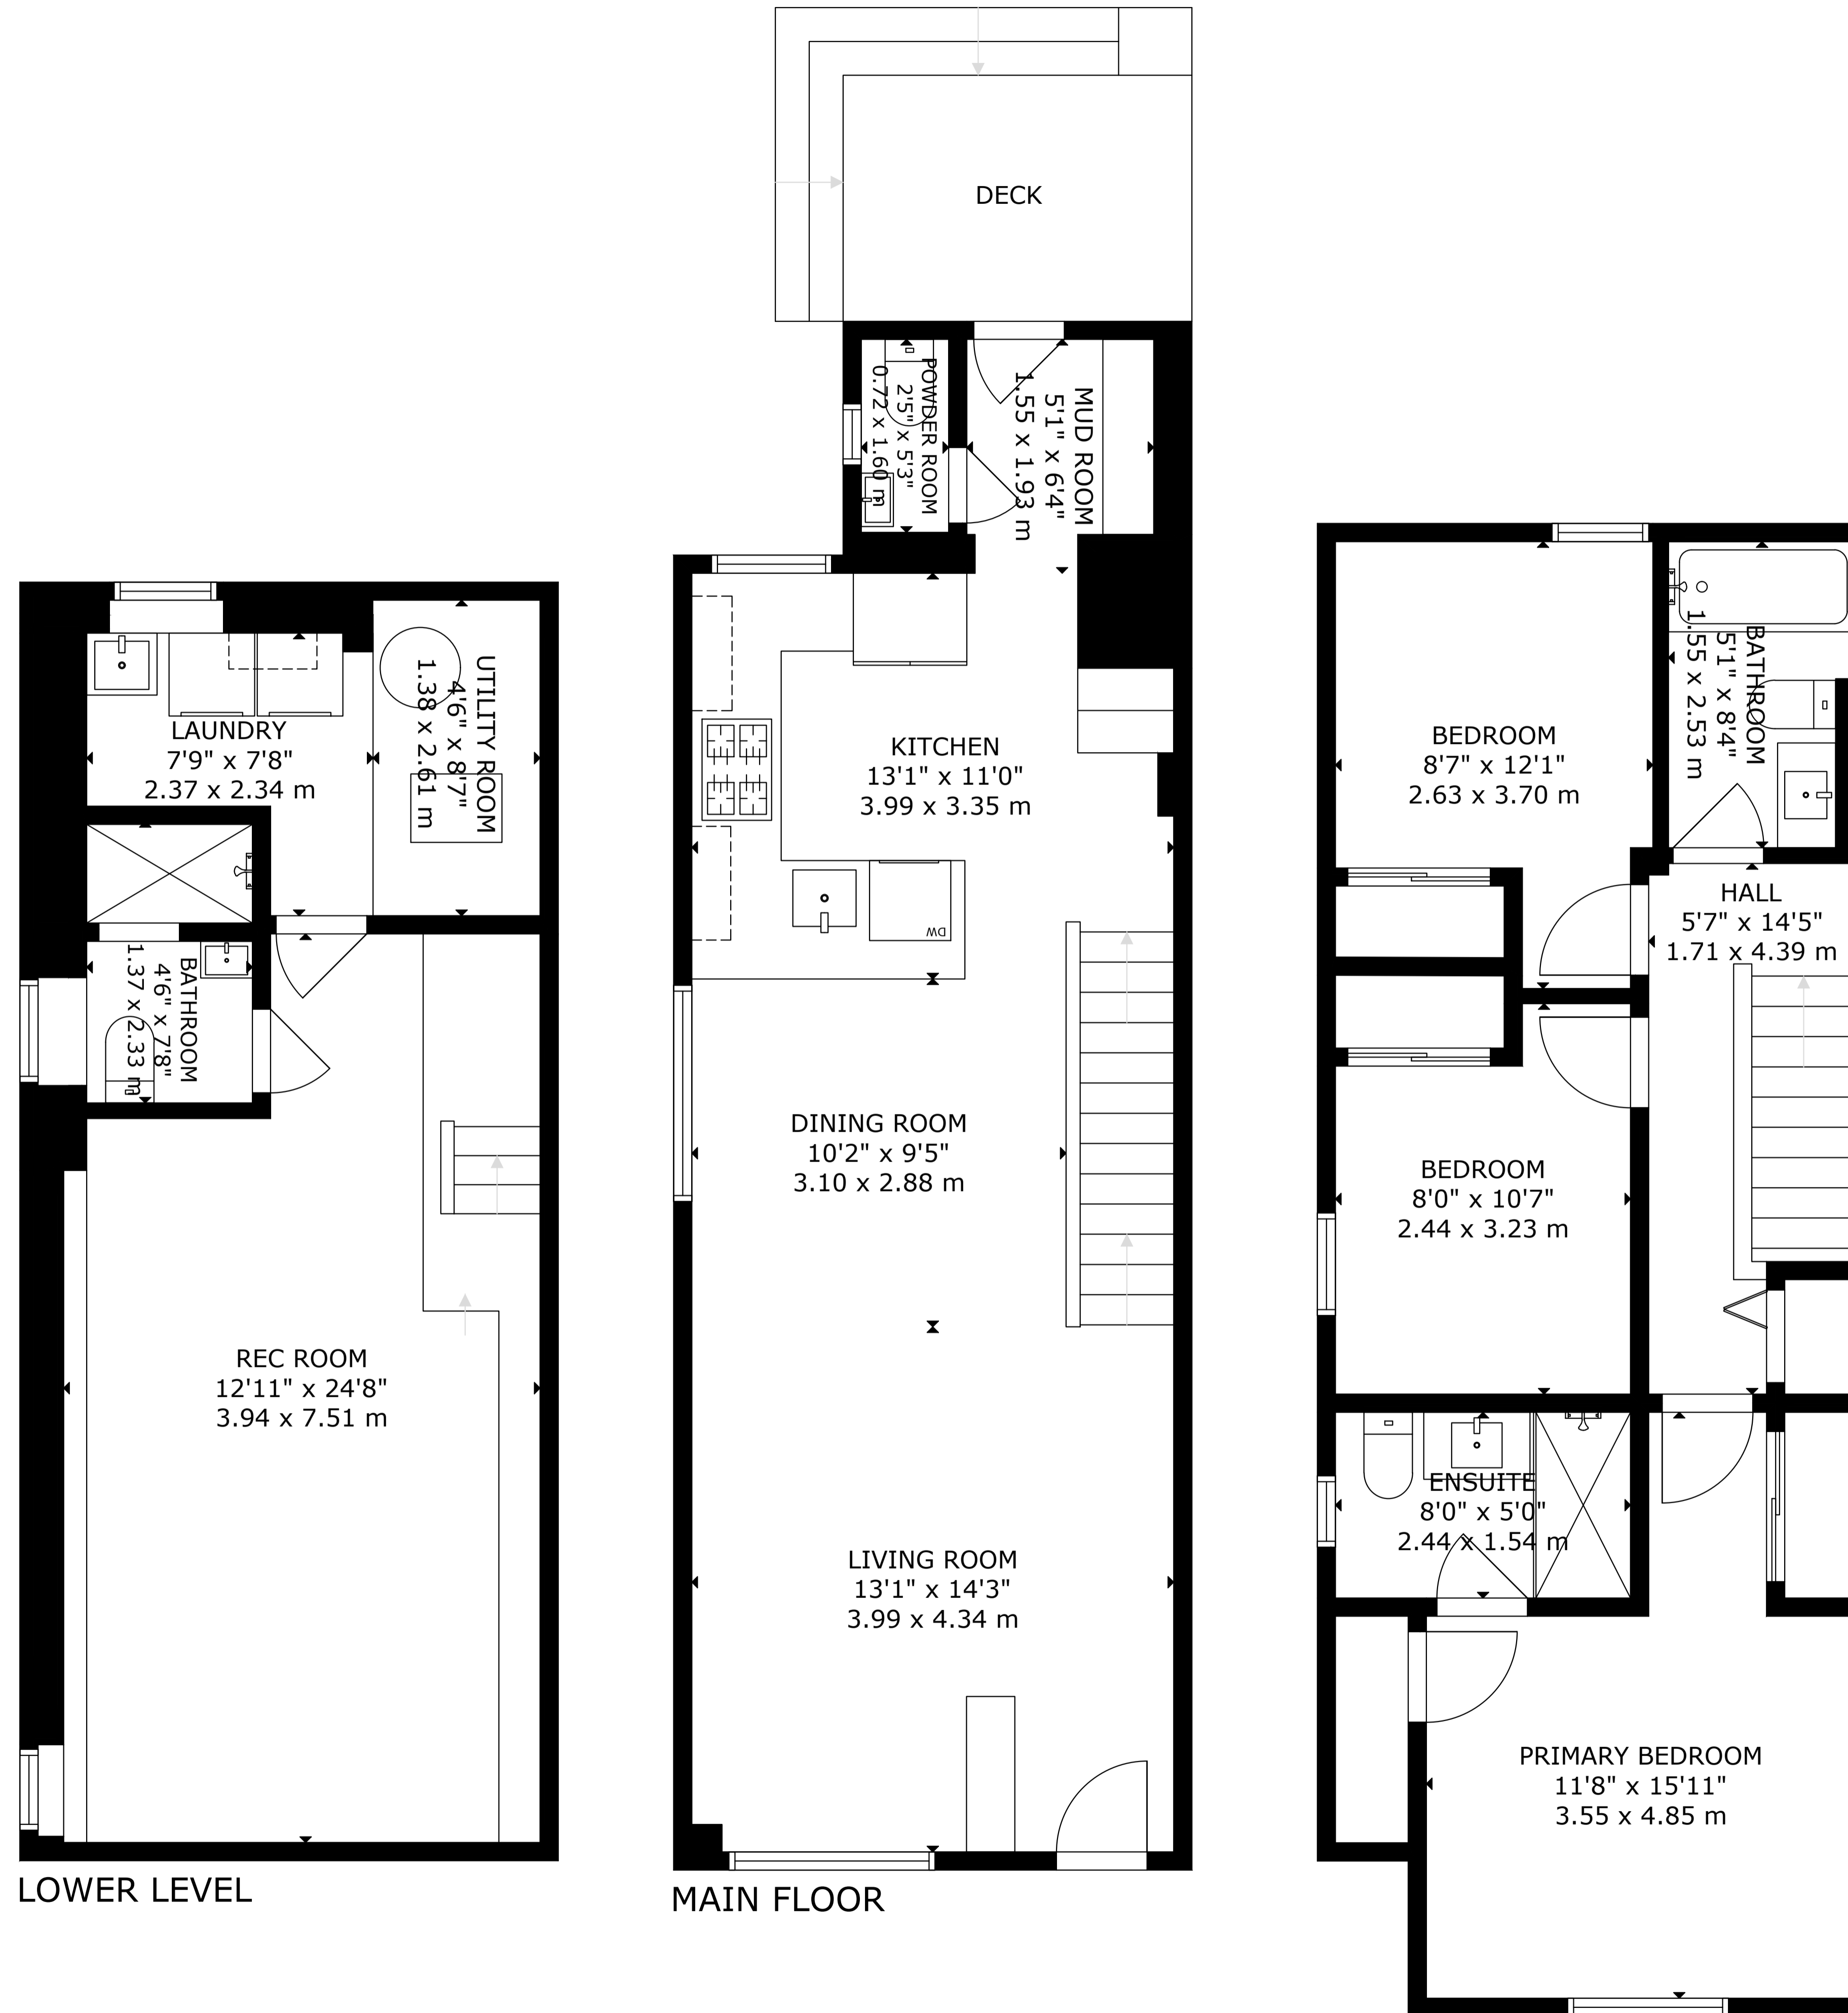 DECK
POWDER ROOM
2'5" x 5'3"
0.72 x 1.60 m
MUD ROOM
5'1" x 6'4"
1.55 x 1.93 m
KITCHEN
13'1" x 11'0"
3.99 x 3.35 m
DW
DINING ROOM
10'2" x 9'5"
3.10 x 2.88 m
LIVING ROOM
13'1" x 14'3"
3.99 x 4.34 m
MAIN FLOOR
LAUNDRY
7'9" x 7'8"
2.37 x 2.34 m
UTILITY ROOM
4'6" x 8'7"
1.38 x 2.61 m
BATHROOM
4'6" x 7'8"
1.37 x 2.33 m
REC ROOM
12'11" x 24'8"
3.94 x 7.51 m
LOWER LEVEL
BEDROOM
8'7" x 12'1"
2.63 x 3.70 m
BATHROOM
5'1" x 8'4"
1.55 x 2.53 m
HALL
5'7" x 14'5"
1.71 x 4.39 m
BEDROOM
8'0" x 10'7"
2.44 x 3.23 m
ENSUITE
8'0" x 5'0"
2.44 x 1.54 m
PRIMARY BEDROOM
11'8" x 15'11"
3.55 x 4.85 m